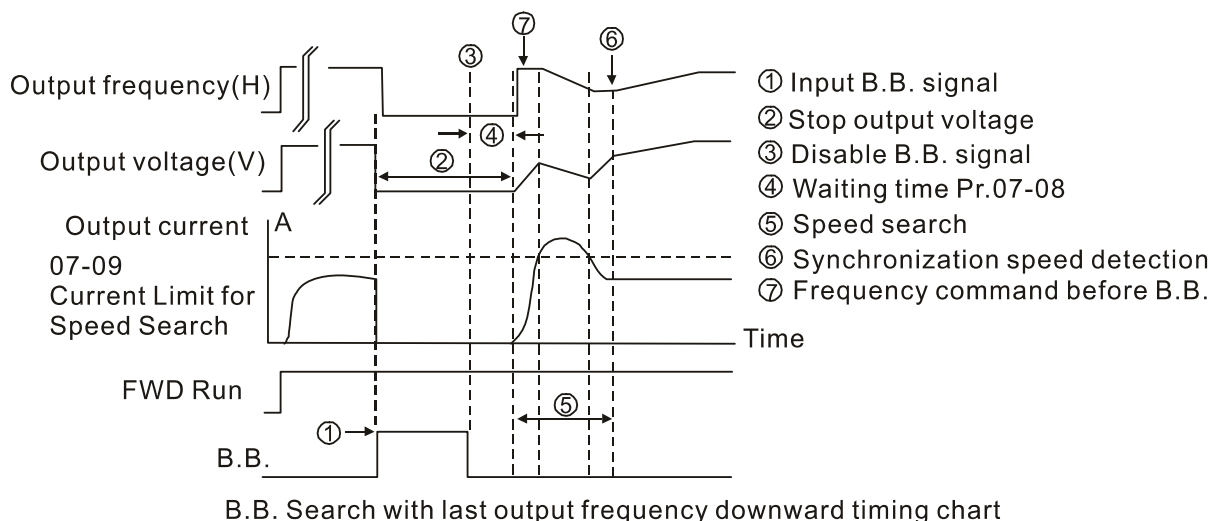 ⑦
⑥
③
Output frequency(H)
④
Output voltage(V)
②
Output current
A
07-09
Current Limit for
Speed Search
Time
FWD Run
⑤
①
B.B.
① Input B.B. signal
② Stop output voltage
③ Disable B.B. signal
④ Waiting time Pr.07-08
⑤ Speed search
⑥ Synchronization speed detection
⑦ Frequency command before B.B.
B.B. Search with last output frequency downward timing chart